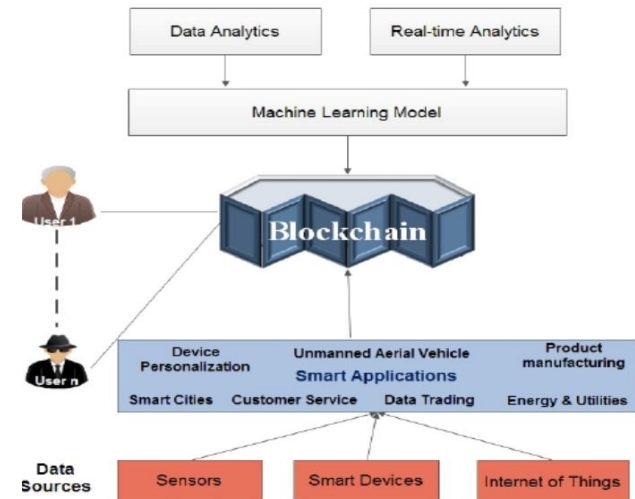 Data Analytics
Real-time Analytics
Machine Learning Model
User 1
Blockchain
User n
Device
Personalization
Unmanned Aerial Vehicle
Product
manufacturing
Smart Applications
Smart Cities
Customer Service
Data Trading
Energy & Utilities
Data
Sources
Sensors
Smart Devices
Internet of Things